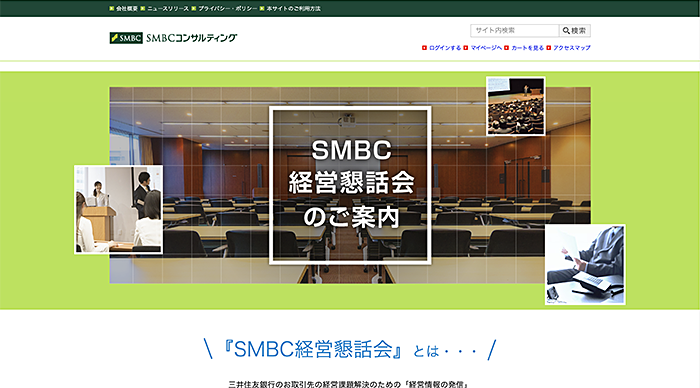 会社概要 ニュースリリース プライバシー・ポリシー 本サイトのご利用方法
SMBC SMBCコンサルティング
サイト内検索 検索
ログインする マイページへ カートを見る アクセスマップ
SMBC
経営懇話会
のご案内
『SMBC経営懇話会』とは・・・
三井住友銀行のお取引先の経営課題解決のための「経営情報の発信」